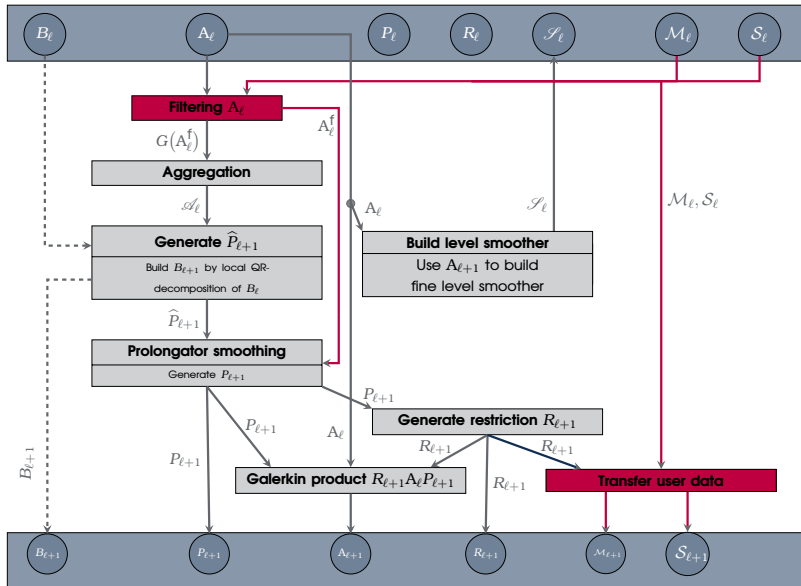 B_ℓ A_ℓ P_ℓ R_ℓ 𝒮_ℓ ℳ_ℓ 𝒮_ℓ
Filtering A_ℓ
A_ℓ^f
G(A_ℓ^f)
Aggregation
𝒜_ℓ
A_ℓ
𝒮_ℓ
ℳ_ℓ, 𝒮_ℓ
Generate P̂_{ℓ+1}
Build B_{ℓ+1} by local QR-
decomposition of B_ℓ
Build level smoother
Use A_{ℓ+1} to build
fine level smoother
P̂_{ℓ+1}
Prolongator smoothing
Generate P_{ℓ+1}
P_{ℓ+1}
Generate restriction R_{ℓ+1}
B_{ℓ+1}
P_{ℓ+1}
P_{ℓ+1}
A_ℓ
R_{ℓ+1}
R_{ℓ+1}
R_{ℓ+1}
Galerkin product R_{ℓ+1}A_ℓP_{ℓ+1}
Transfer user data
B_{ℓ+1} P_{ℓ+1} A_{ℓ+1} R_{ℓ+1} ℳ_{ℓ+1} 𝒮_{ℓ+1}